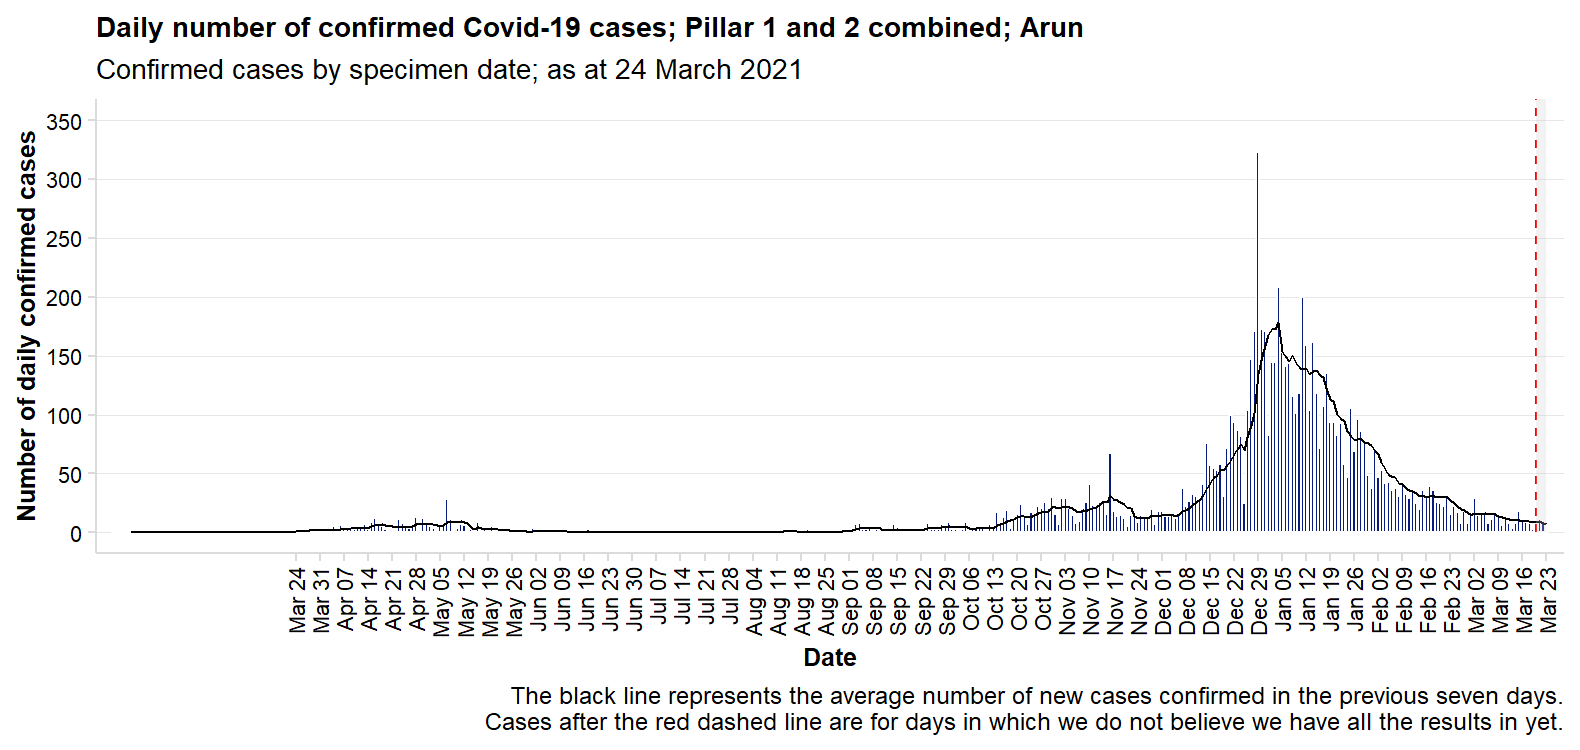 Daily number of confirmed Covid-19 cases; Pillar 1 and 2 combined; Arun
Confirmed cases by specimen date; as at 24 March 2021
Number of daily confirmed cases
350
300
250
200
150
100
50
0
Mar 24
Mar 31
Apr 07
Apr 14
Apr 21
Apr 28
May 05
May 12
May 19
May 26
Jun 02
Jun 09
Jun 16
Jun 23
Jun 30
Jul 07
Jul 14
Jul 21
Jul 28
Aug 04
Aug 11
Aug 18
Aug 25
Sep 01
Sep 08
Sep 15
Sep 22
Sep 29
Oct 06
Oct 13
Oct 20
Oct 27
Nov 03
Nov 10
Nov 17
Nov 24
Dec 01
Dec 08
Dec 15
Dec 22
Dec 29
Jan 05
Jan 12
Jan 19
Jan 26
Feb 02
Feb 09
Feb 16
Feb 23
Mar 02
Mar 09
Mar 16
Mar 23
Date
The black line represents the average number of new cases confirmed in the previous seven days.
Cases after the red dashed line are for days in which we do not believe we have all the results in yet.